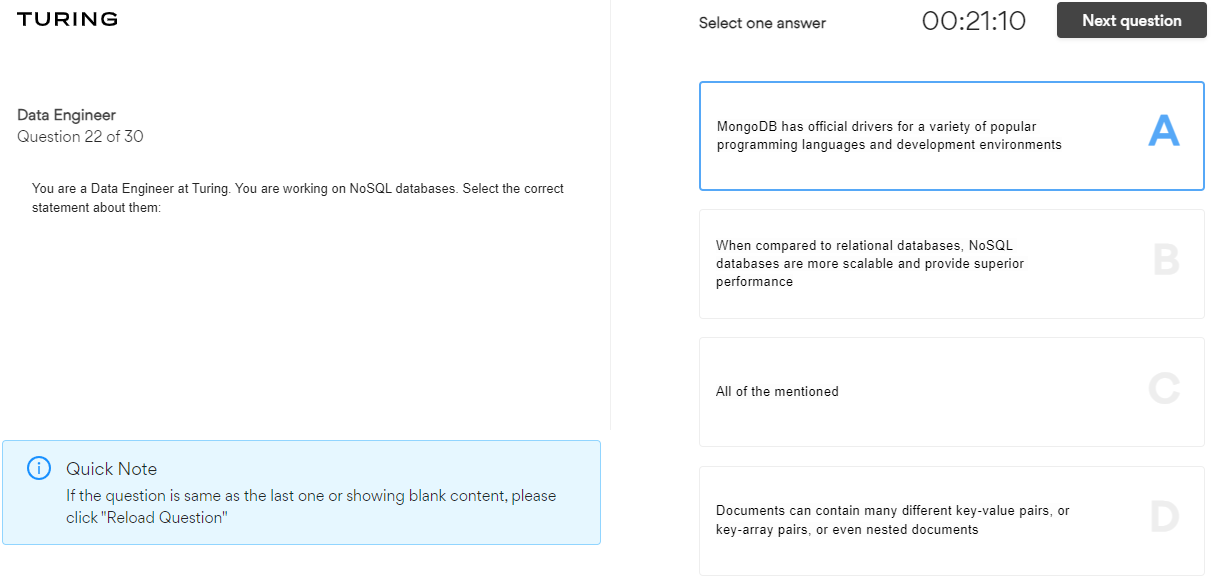 TURING
Data Engineer
Question 22 of 30
You are a Data Engineer at Turing. You are working on NoSQL databases. Select the correct
statement about them:
Quick Note
If the question is same as the last one or showing blank content, please
click "Reload Question"
Select one answer
00:21:10
Next question
MongoDB has official drivers for a variety of popular
programming languages and development environments
A
When compared to relational databases, NoSQL
databases are more scalable and provide superior
performance
B
All of the mentioned
C
Documents can contain many different key-value pairs, or
key-array pairs, or even nested documents
D